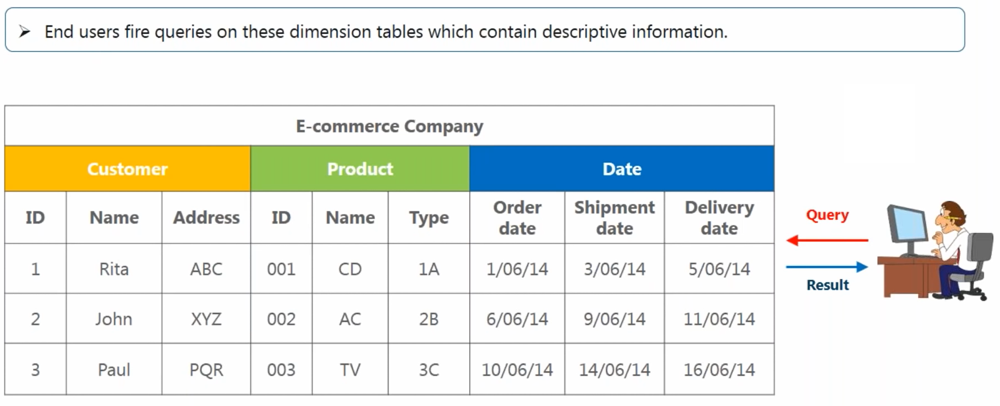 ➢ End users fire queries on these dimension tables which contain descriptive information.
E-commerce Company
Customer Product Date
ID Name Address ID Name Type Order date Shipment date Delivery date
1 Rita ABC 001 CD 1A 1/06/14 3/06/14 5/06/14
2 John XYZ 002 AC 2B 6/06/14 9/06/14 11/06/14
3 Paul PQR 003 TV 3C 10/06/14 14/06/14 16/06/14
Query
Result